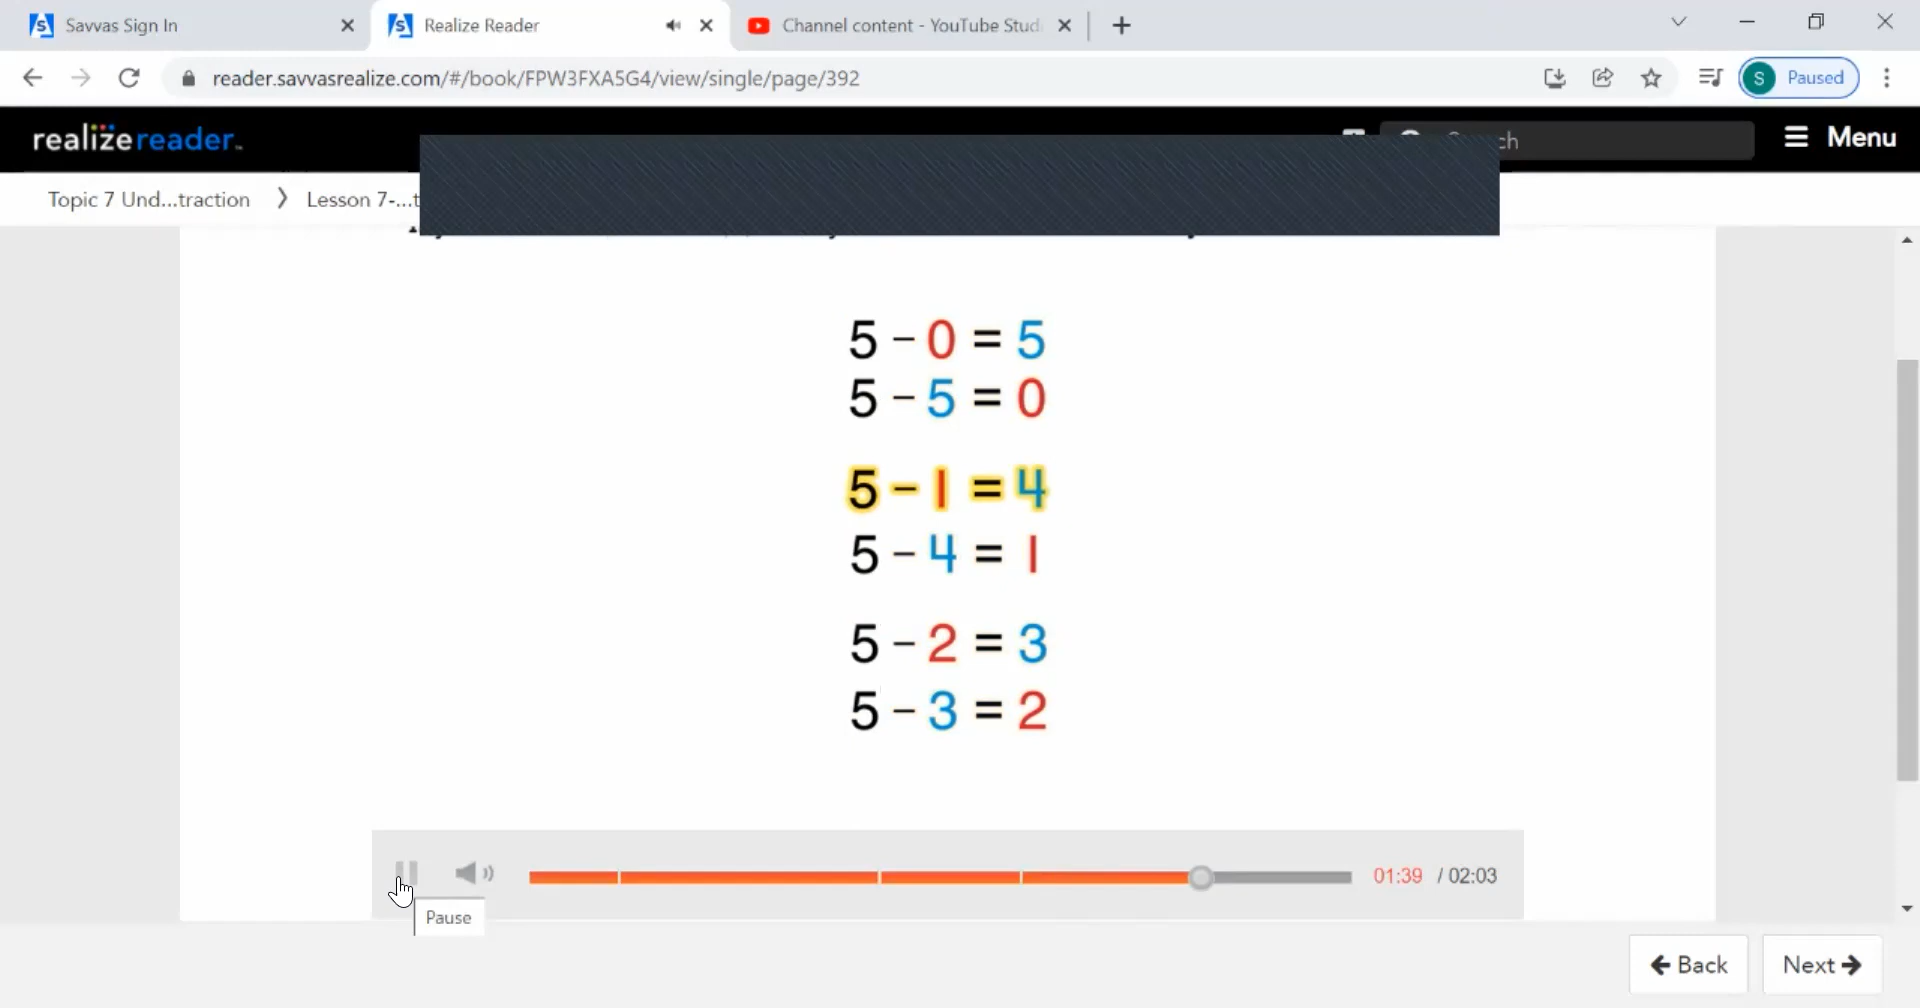 Savvas Sign In
Realize Reader
Channel content - YouTube Stud
reader.savvasrealize.com/#/book/FPW3FXA5G4/view/single/page/392
S Paused
realize reader
Menu
Topic 7 Und...traction > Lesson 7-...t
5 - 0 = 5
5 - 5 = 0
5 - 1 = 4
5 - 4 = 1
5 - 2 = 3
5 - 3 = 2
01:39 / 02:03
Pause
Back Next